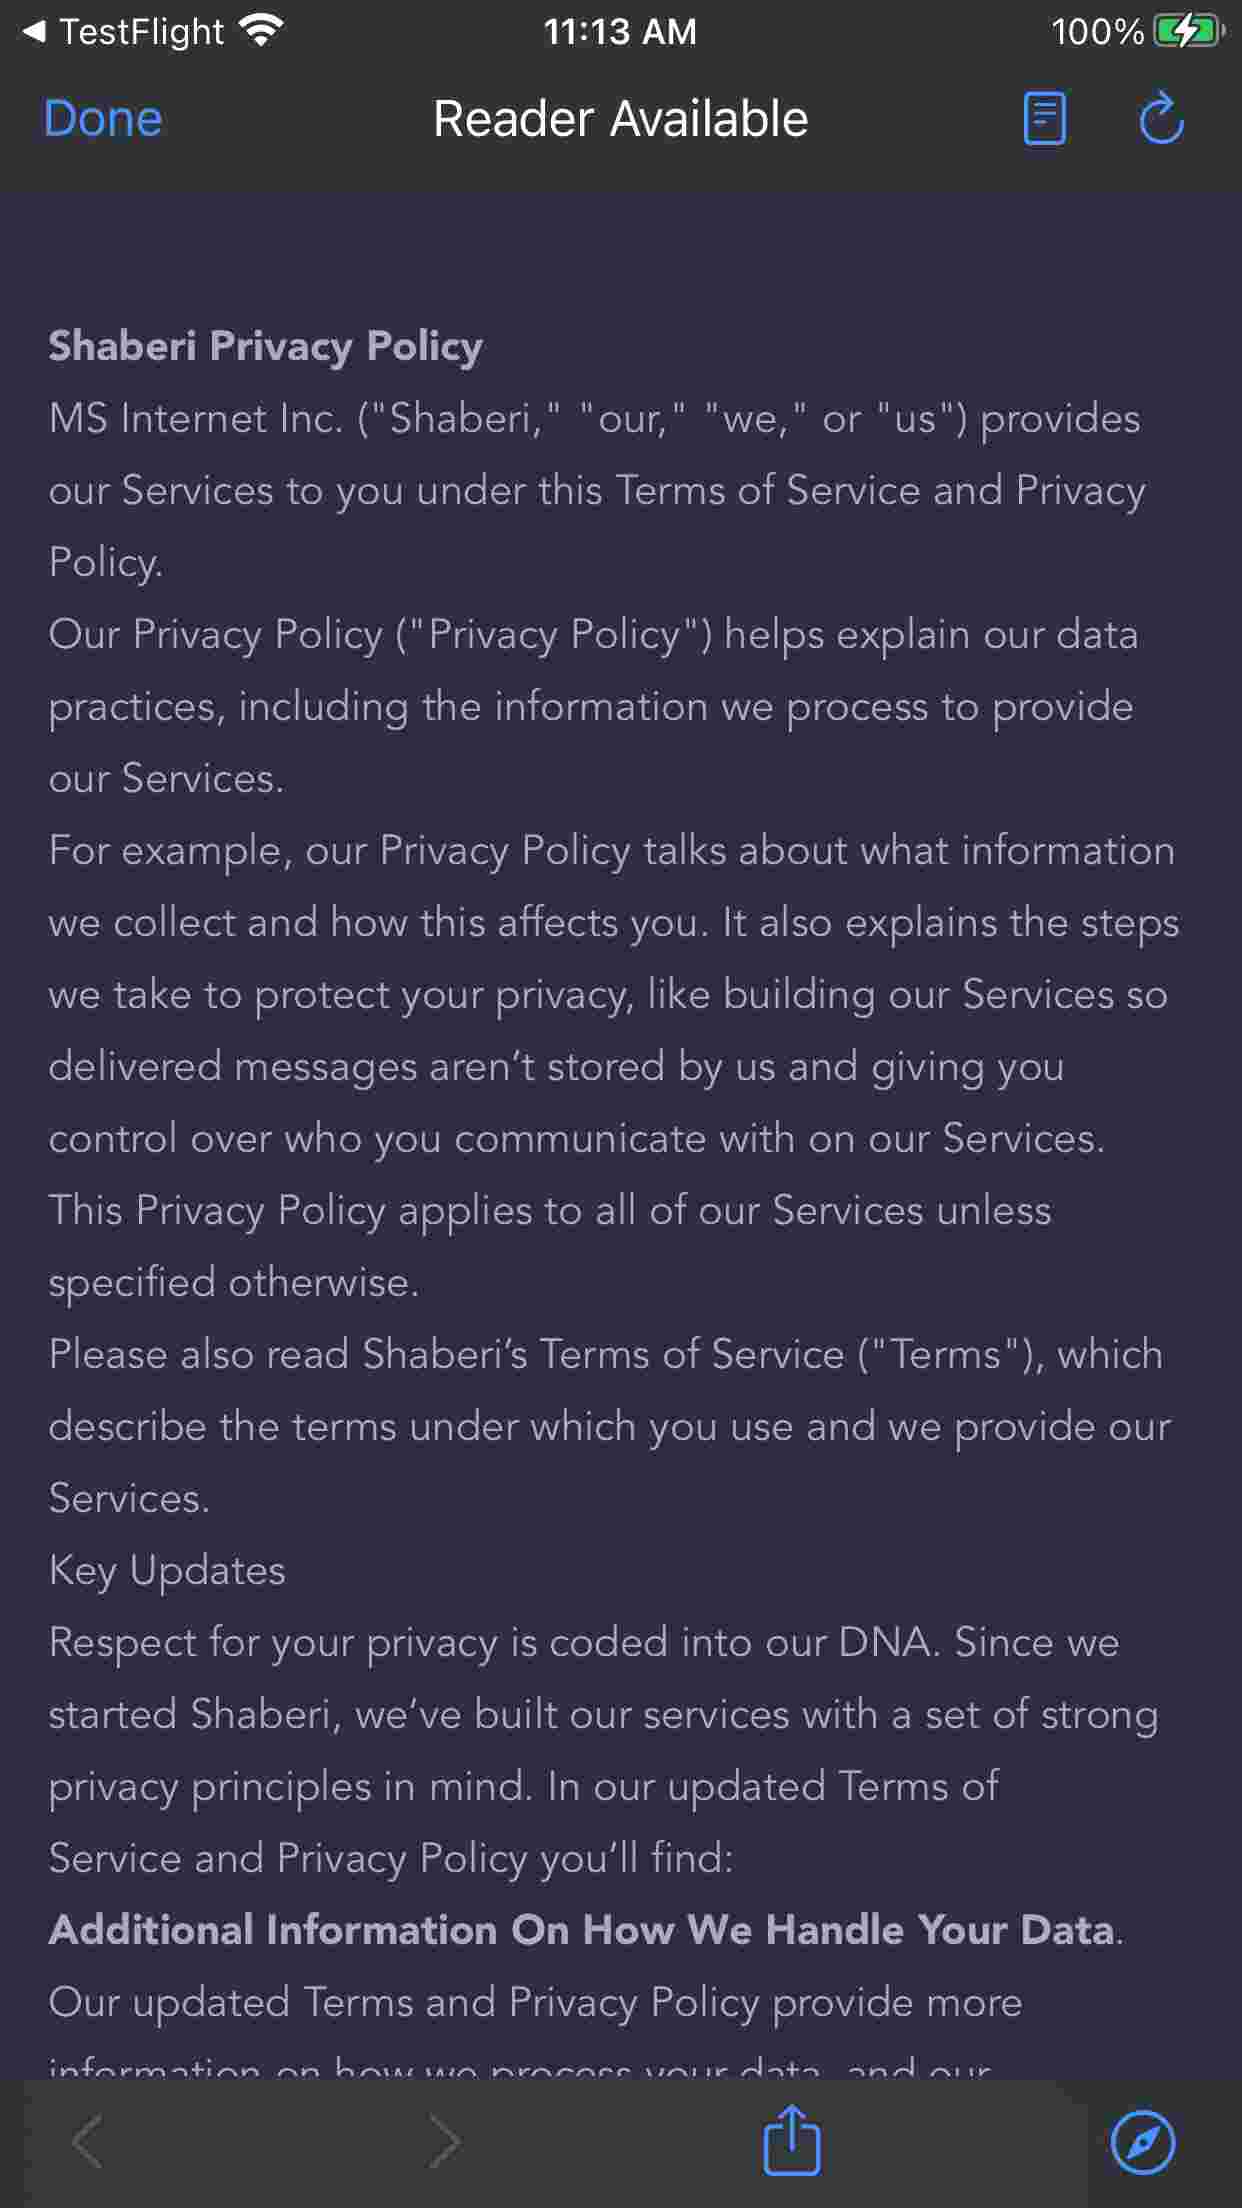 TestFlight
11:13 AM
100%
Done
Reader Available
Shaberi Privacy Policy
MS Internet Inc. ("Shaberi," "our," "we," or "us") provides
our Services to you under this Terms of Service and Privacy
Policy.
Our Privacy Policy ("Privacy Policy") helps explain our data
practices, including the information we process to provide
our Services.
For example, our Privacy Policy talks about what information
we collect and how this affects you. It also explains the steps
we take to protect your privacy, like building our Services so
delivered messages aren’t stored by us and giving you
control over who you communicate with on our Services.
This Privacy Policy applies to all of our Services unless
specified otherwise.
Please also read Shaberi’s Terms of Service ("Terms"), which
describe the terms under which you use and we provide our
Services.
Key Updates
Respect for your privacy is coded into our DNA. Since we
started Shaberi, we’ve built our services with a set of strong
privacy principles in mind. In our updated Terms of
Service and Privacy Policy you’ll find:
Additional Information On How We Handle Your Data.
Our updated Terms and Privacy Policy provide more
information on how we process your data, and our